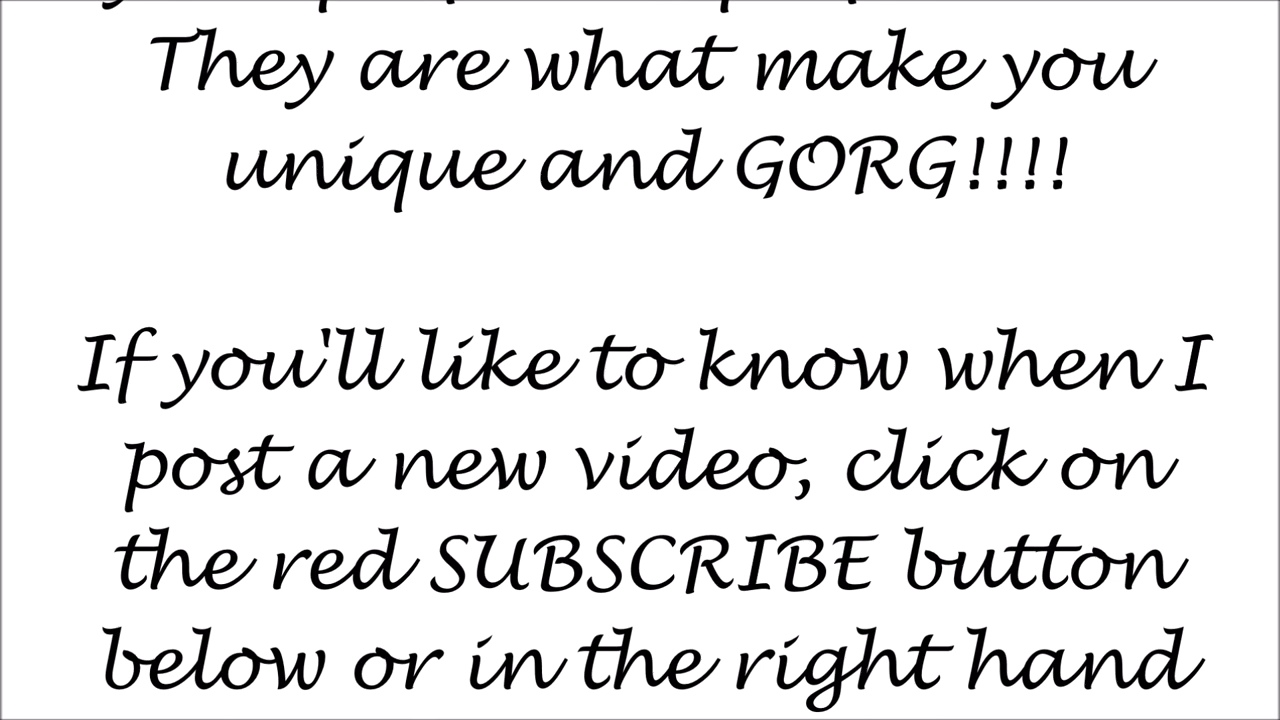 They are what make you
unique and GORG!!!!
If you'll like to know when I
post a new video, click on
the red SUBSCRIBE button
below or in the right hand